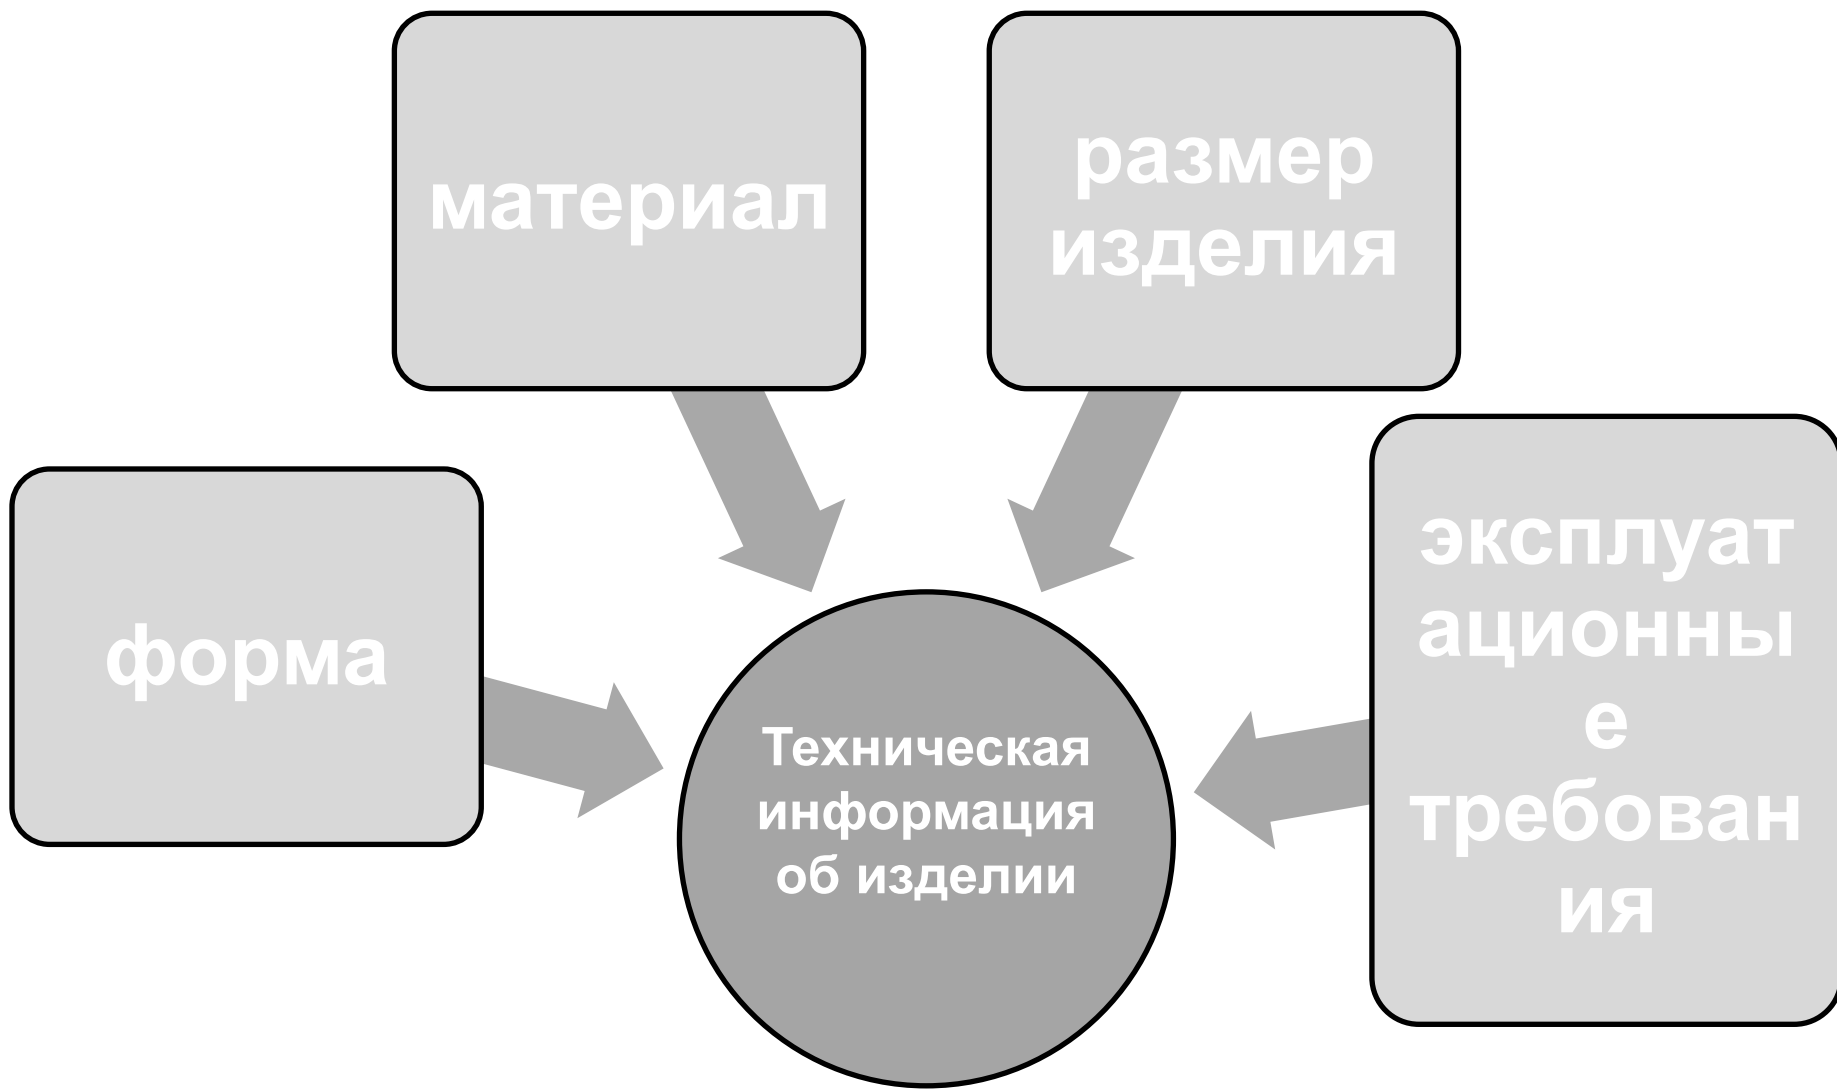 материал
размер
изделия
форма
эксплуат
ационны
е
требован
ия
Техническая
информация
об изделии